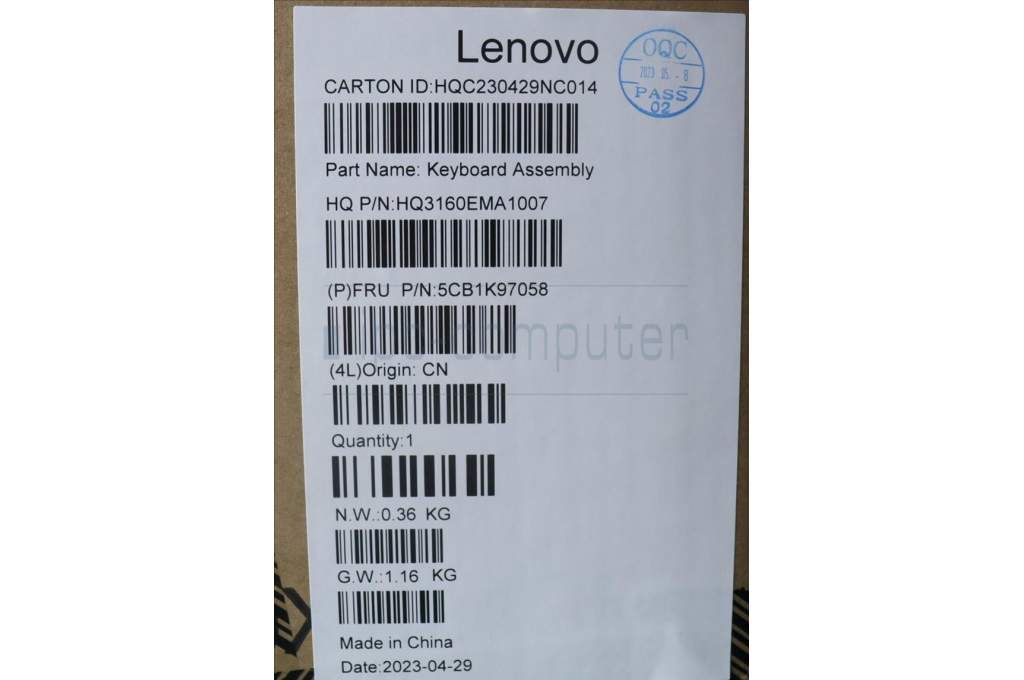 Lenovo
OQC
2023. 05. - 8
PASS
02
CARTON ID:HQC230429NC014
Part Name: Keyboard Assembly
HQ P/N:HQ3160EMA1007
(P)FRU P/N:5CB1K97058
computer
(4L)Origin: CN
Quantity:1
N.W.:0.36 KG
G.W.:1.16 KG
Made in China
Date:2023-04-29